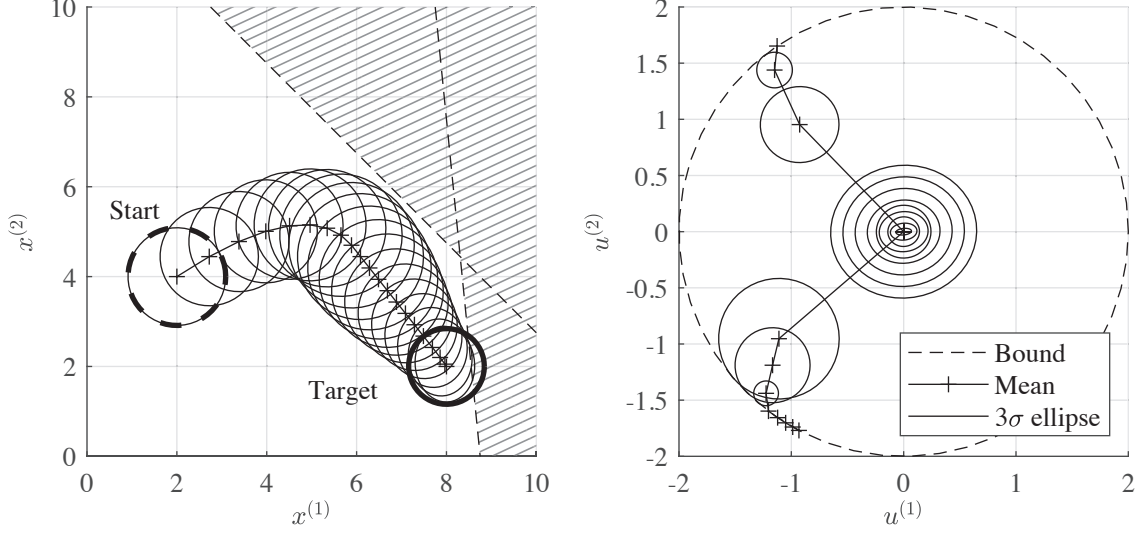 10
8
6
4
2
0
0 2 4 6 8 10
x^{(1)}
x^{(2)}
Start
Target
2
1.5
1
0.5
0
-0.5
-1
-1.5
-2
-2 -1 0 1 2
u^{(1)}
u^{(2)}
Bound
Mean
3σ ellipse